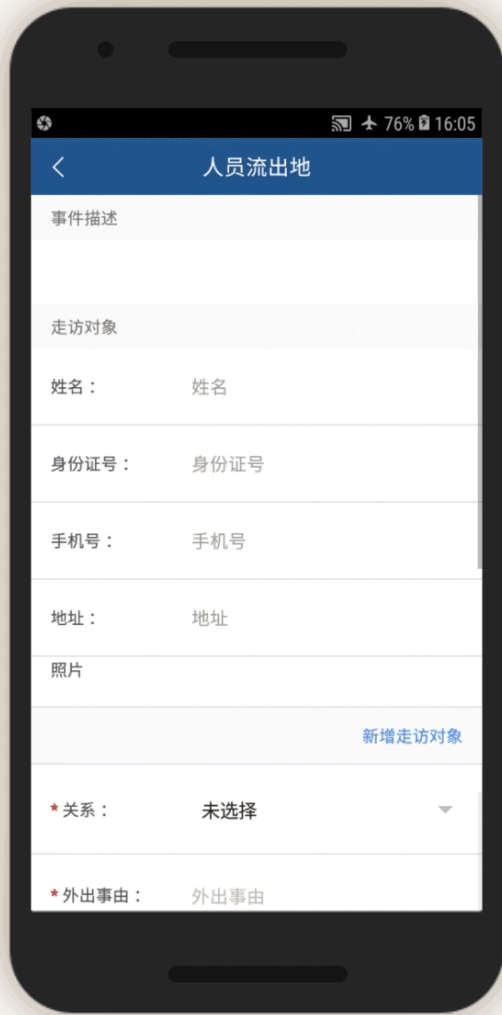 76% 16:05
人员流出地
事件描述
走访对象
姓名： 姓名
身份证号： 身份证号
手机号： 手机号
地址： 地址
照片
新增走访对象
*关系： 未选择
*外出事由： 外出事由